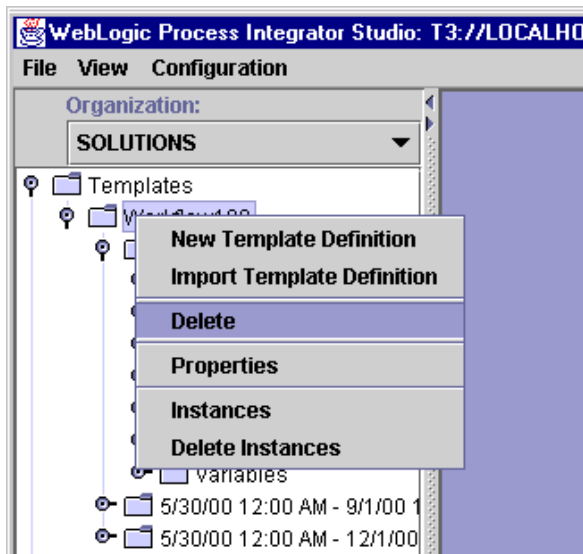 WebLogic Process Integrator Studio: T3://LOCALHO
File View Configuration
Organization:
SOLUTIONS
Templates
New Template Definition
Import Template Definition
Delete
Properties
Instances
Delete Instances
Variables
5/30/00 12:00 AM - 9/1/00 1
5/30/00 12:00 AM - 12/1/00